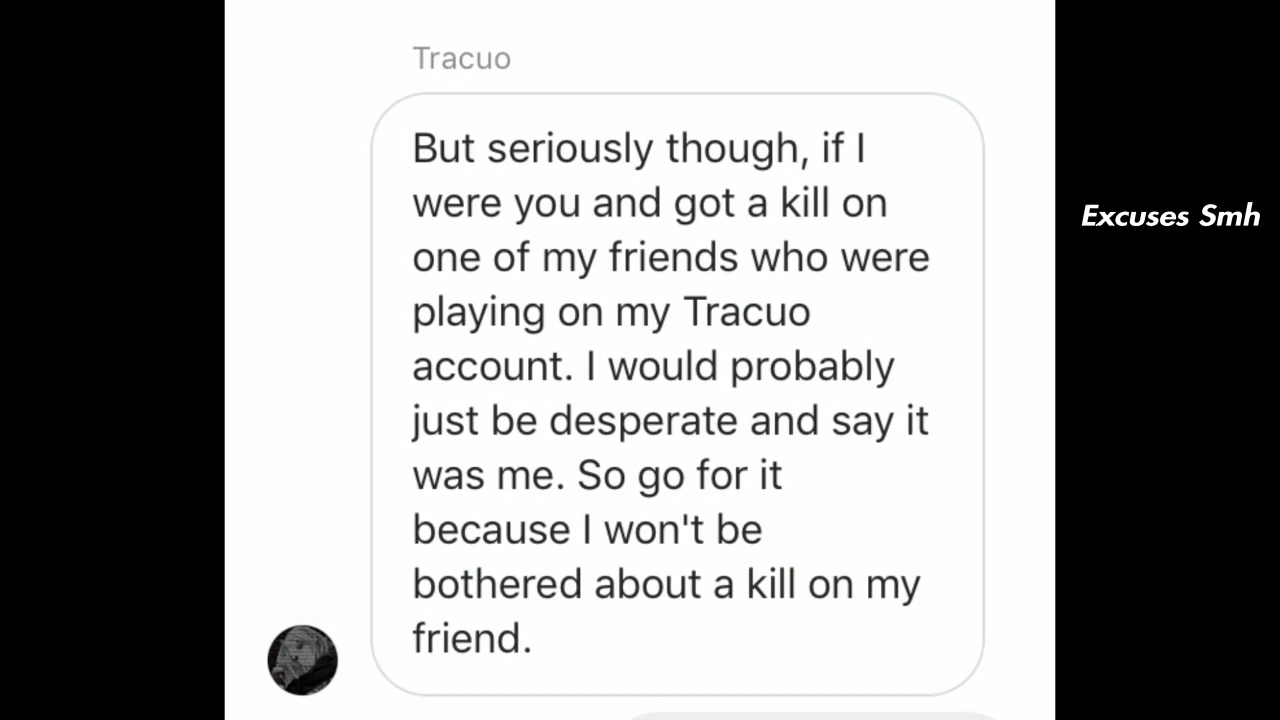 Tracuo
But seriously though, if I
were you and got a kill on
one of my friends who were
playing on my Tracuo
account. I would probably
just be desperate and say it
was me. So go for it
because I won't be
bothered about a kill on my
friend.
Excuses Smh